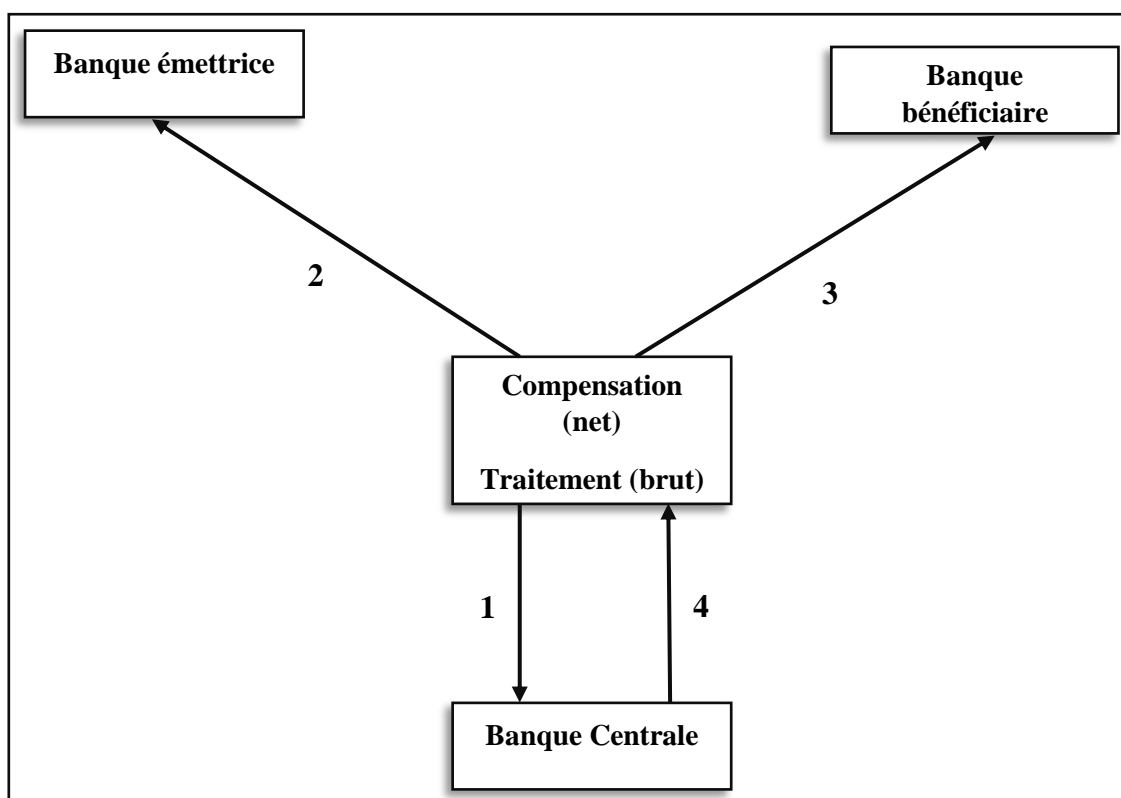 Banque émettrice
Banque
bénéficiaire
2
3
Compensation
(net)
Traitement (brut)
1
4
Banque Centrale